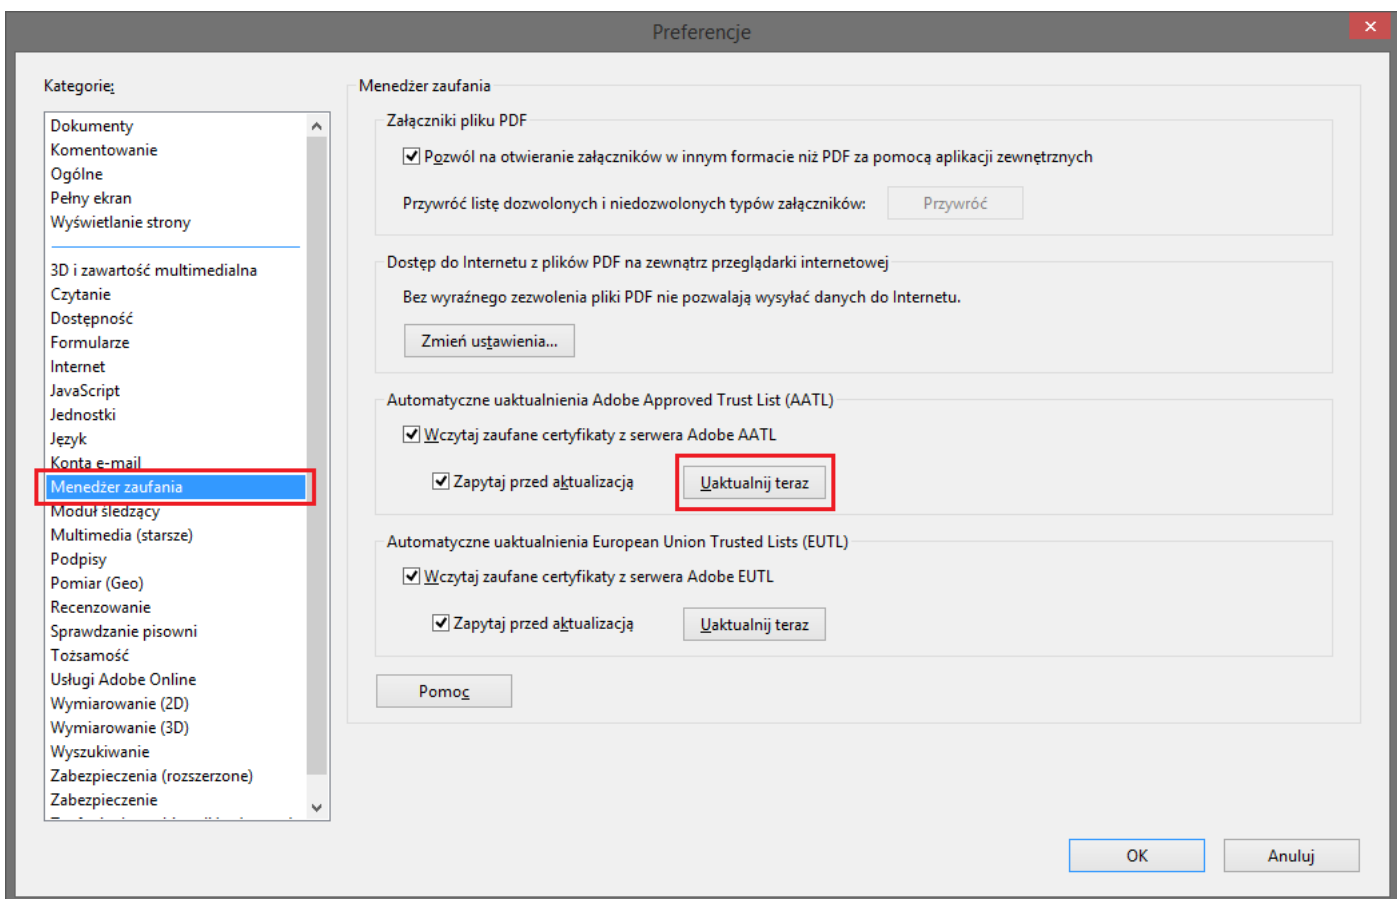 Preferencje
Kategorie:
Dokumenty
Komentowanie
Ogólne
Pełny ekran
Wyświetlanie strony
3D i zawartość multimedialna
Czytanie
Dostępność
Formularze
Internet
JavaScript
Jednostki
Język
Konta e-mail
Menedżer zaufania
Moduł śledzący
Multimedia (starsze)
Podpisy
Pomiar (Geo)
Recenzowanie
Sprawdzanie pisowni
Tożsamość
Usługi Adobe Online
Wymiarowanie (2D)
Wymiarowanie (3D)
Wyszukiwanie
Zabezpieczenia (rozszerzone)
Zabezpieczenie
Menedżer zaufania
Załączniki pliku PDF
Pozwól na otwieranie załączników w innym formacie niż PDF za pomocą aplikacji zewnętrznych
Przywróć listę dozwolonych i niedozwolonych typów załączników: Przywróć
Dostęp do Internetu z plików PDF na zewnątrz przeglądarki internetowej
Bez wyraźnego zezwolenia pliki PDF nie pozwalają wysyłać danych do Internetu.
Zmień ustawienia...
Automatyczne uaktualnienia Adobe Approved Trust List (AATL)
Wczytaj zaufane certyfikaty z serwera Adobe AATL
Zapytaj przed aktualizacją Uaktualnij teraz
Automatyczne uaktualnienia European Union Trusted Lists (EUTL)
Wczytaj zaufane certyfikaty z serwera Adobe EUTL
Zapytaj przed aktualizacją Uaktualnij teraz
Pomoc
OK Anuluj